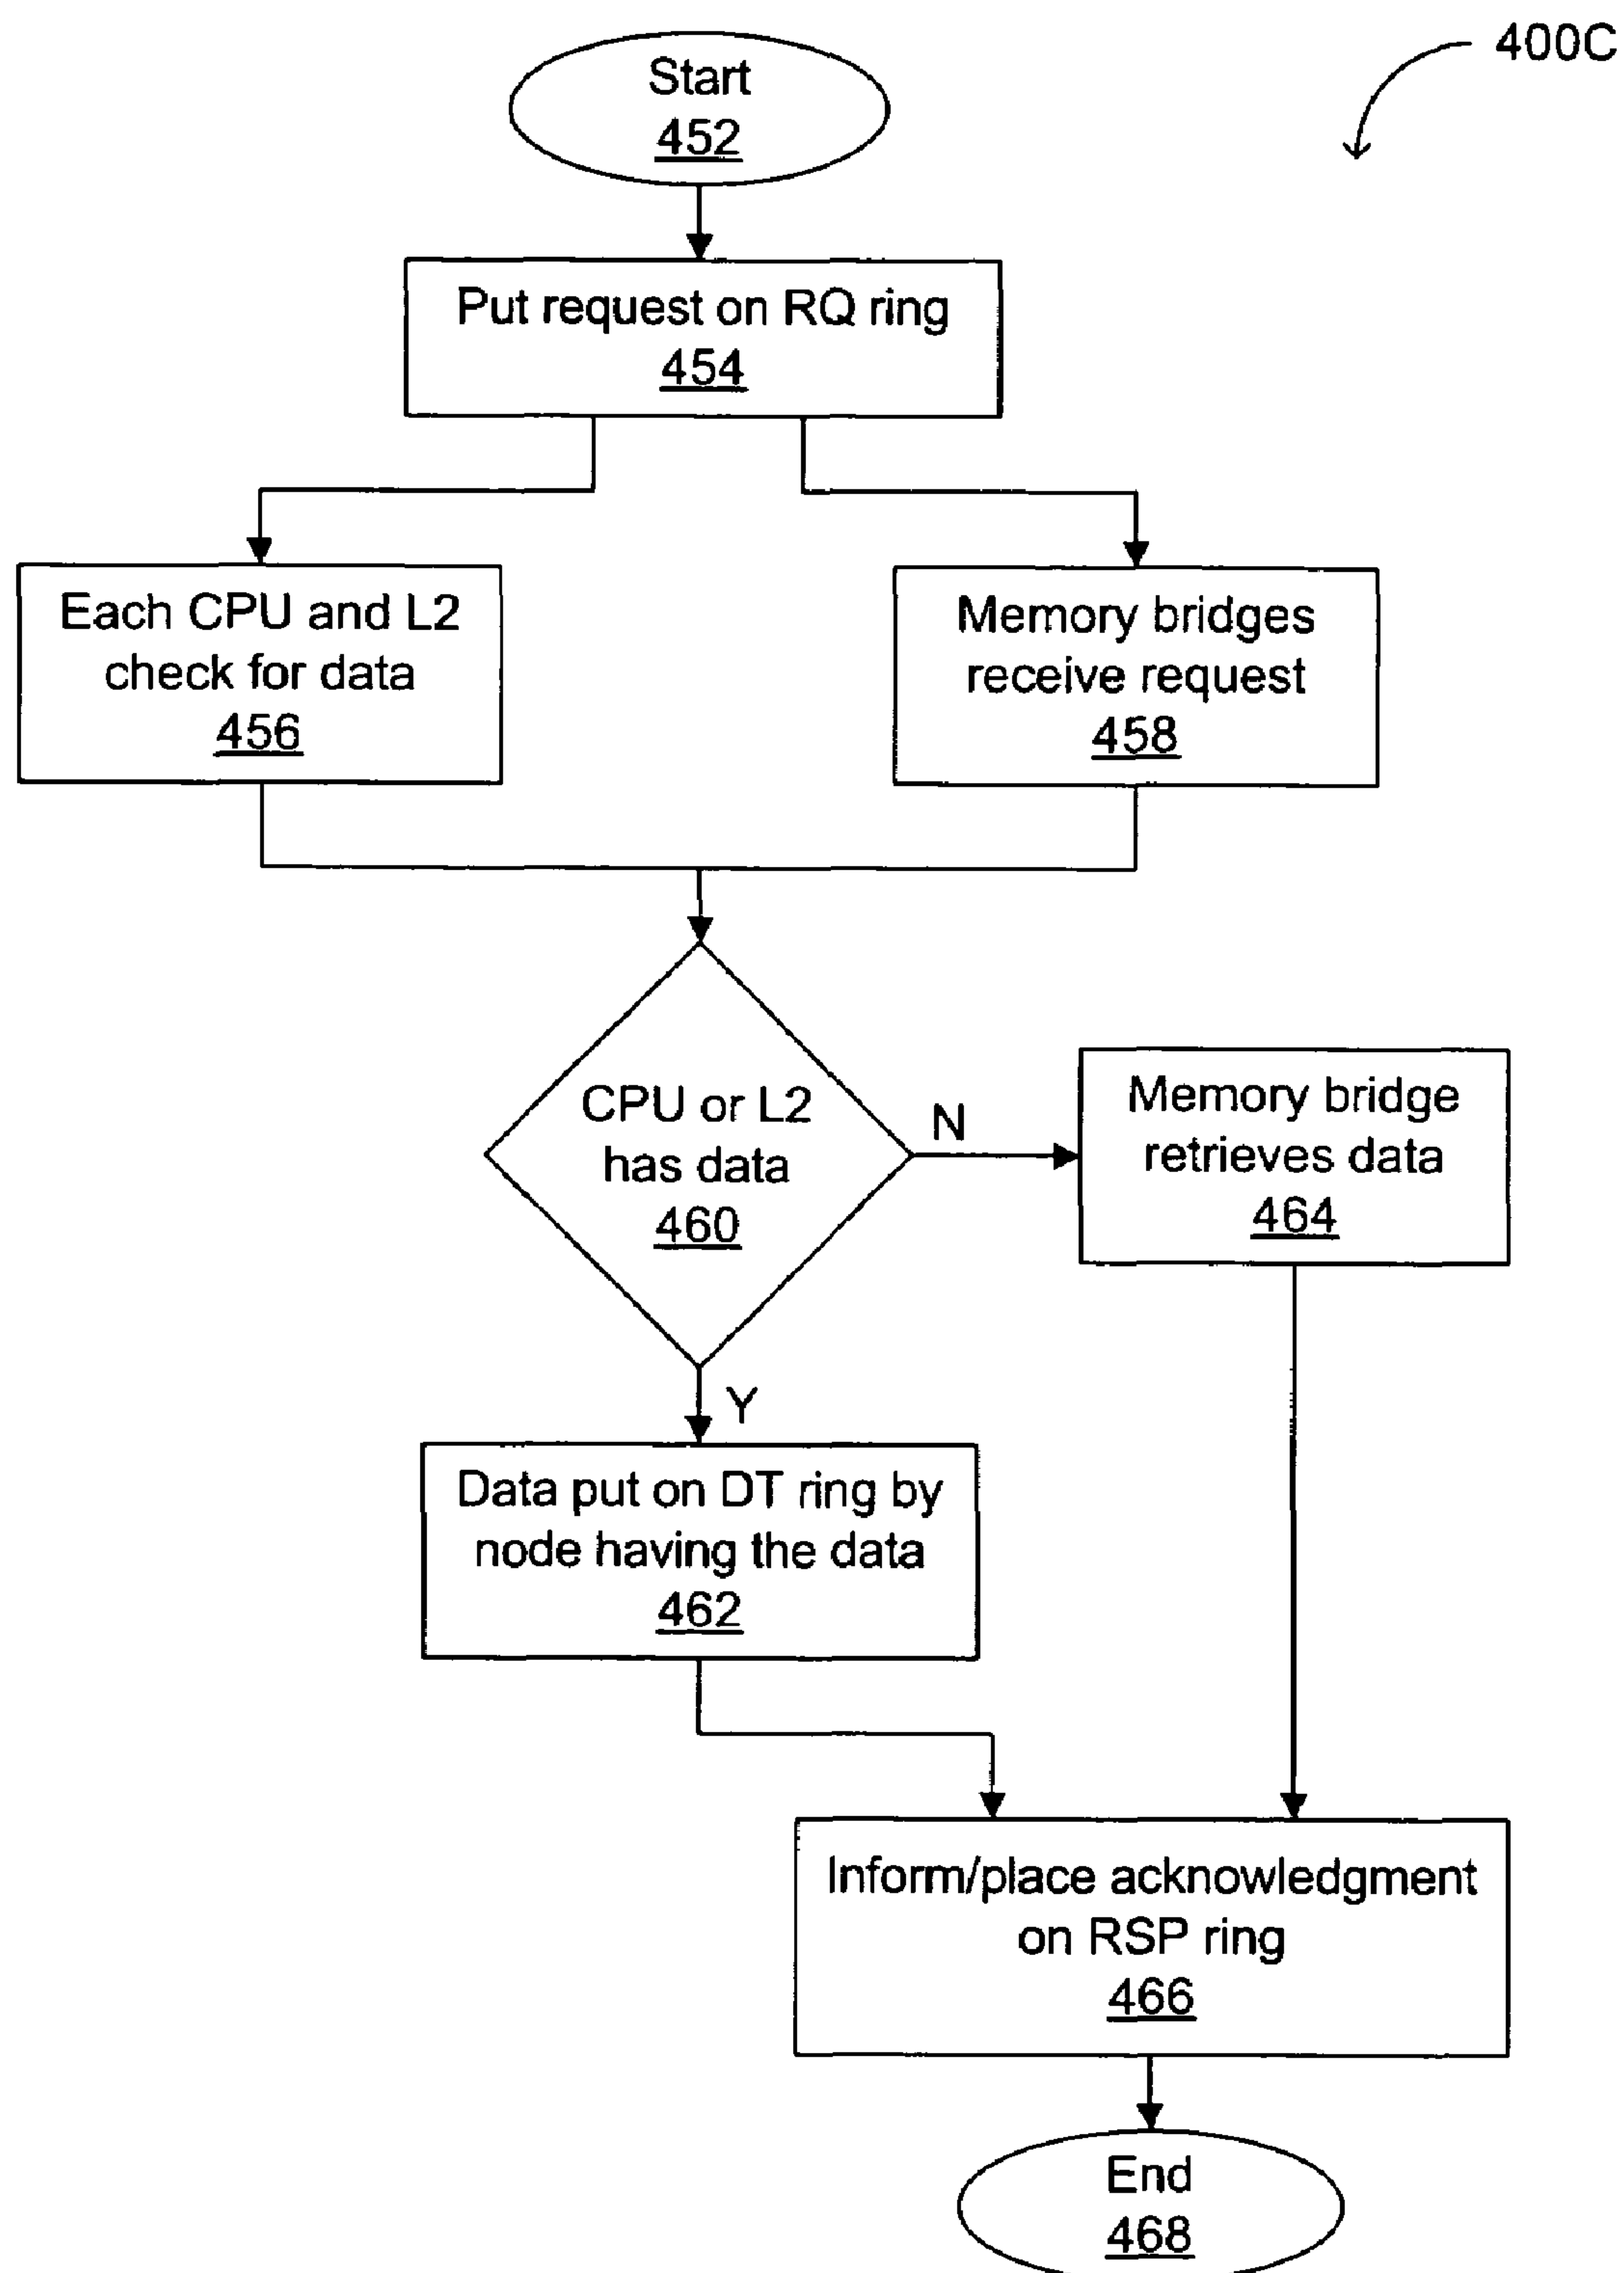 400C
Start
452
Put request on RQ ring
454
Each CPU and L2
check for data
456
Memory bridges
receive request
458
CPU or L2
has data
460
N
Memory bridge
retrieves data
464
Y
Data put on DT ring by
node having the data
462
Inform/place acknowledgment
on RSP ring
466
End
468